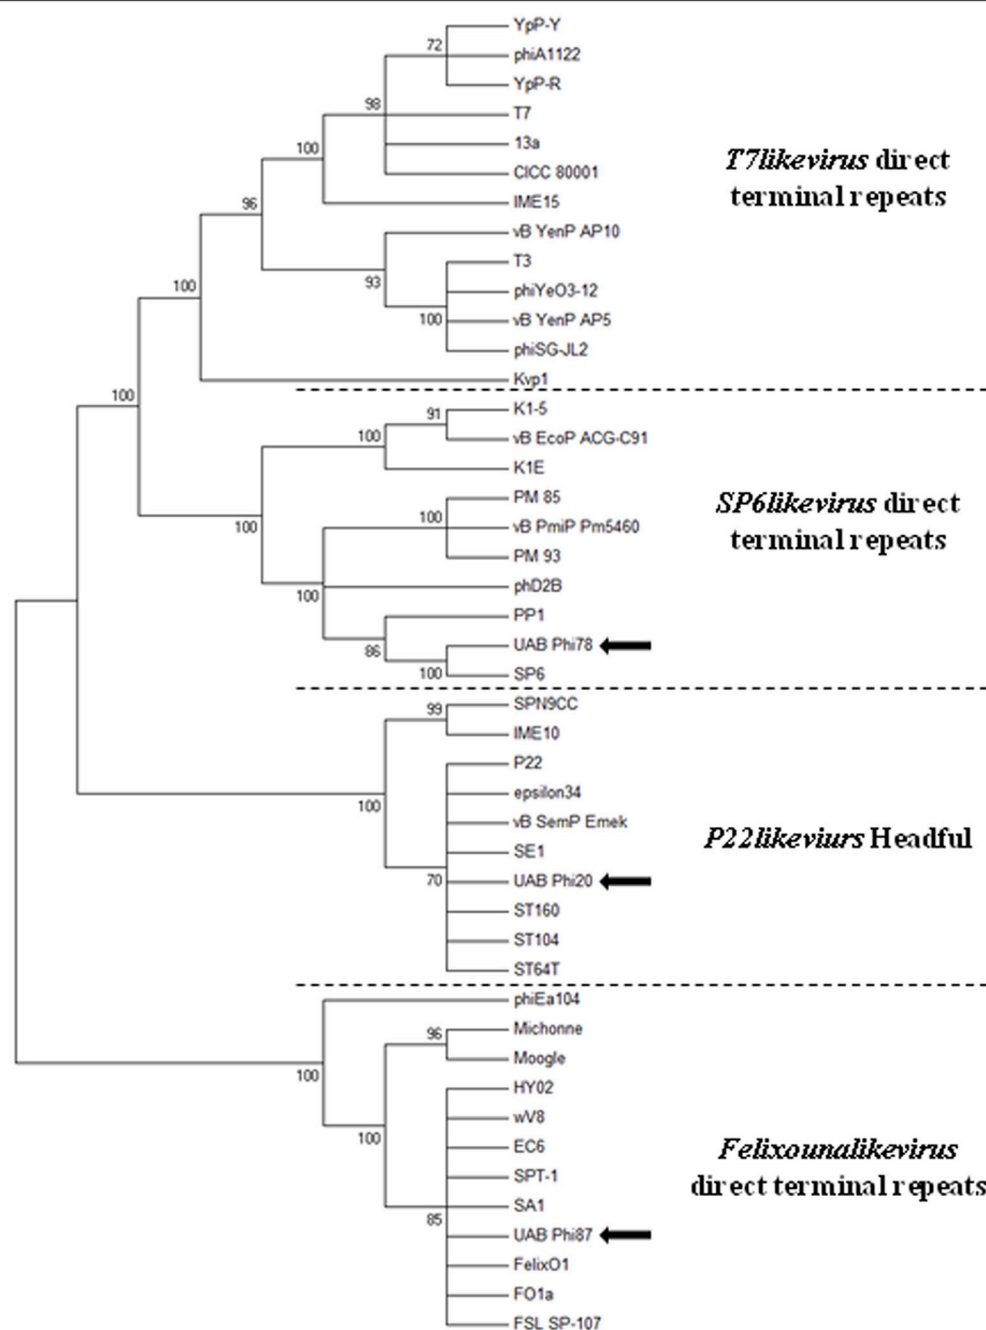 YpP-Y
72
phiA1122
YpP-R
98
T7
100
13a
CICC 80001
T7likevirus direct
terminal repeats
IME15
96
vB YenP AP10
T3
93
phiYeO3-12
100
100
vB YenP AP5
phiSG-JL2
Kvp1
100
K1-5
91
vB EcoP ACG-C91
100
K1E
PM 85
SP6likevirus direct
terminal repeats
100
100
vB PmiP Pm5460
PM 93
phD2B
100
PP1
UAB Phi78
86
SP6
100
SPN9CC
99
IME10
P22
epsilon34
100
vB SemP Emek
P22likeviurs Headful
SE1
UAB Phi20
70
ST160
ST104
ST64T
phiEa104
Michonne
96
Moogle
100
HY02
wV8
100
EC6
Felixounalikevirus
direct terminal repeats
SPT-1
SA1
85
UAB Phi87
FelixO1
FO1a
FSL SP-107